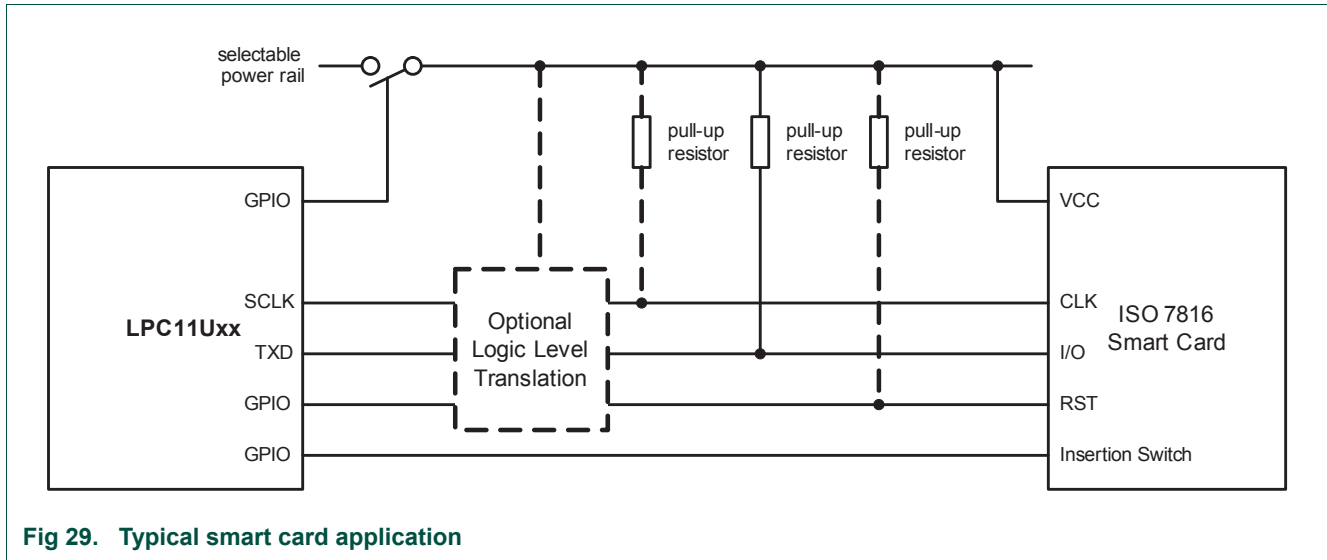 selectable
power rail
pull-up
resistor
pull-up
resistor
pull-up
resistor
GPIO
SCLK
LPC11Uxx
TXD
GPIO
GPIO
Optional
Logic Level
Translation
VCC
CLK
ISO 7816
Smart Card
I/O
RST
Insertion Switch
Fig 29. Typical smart card application